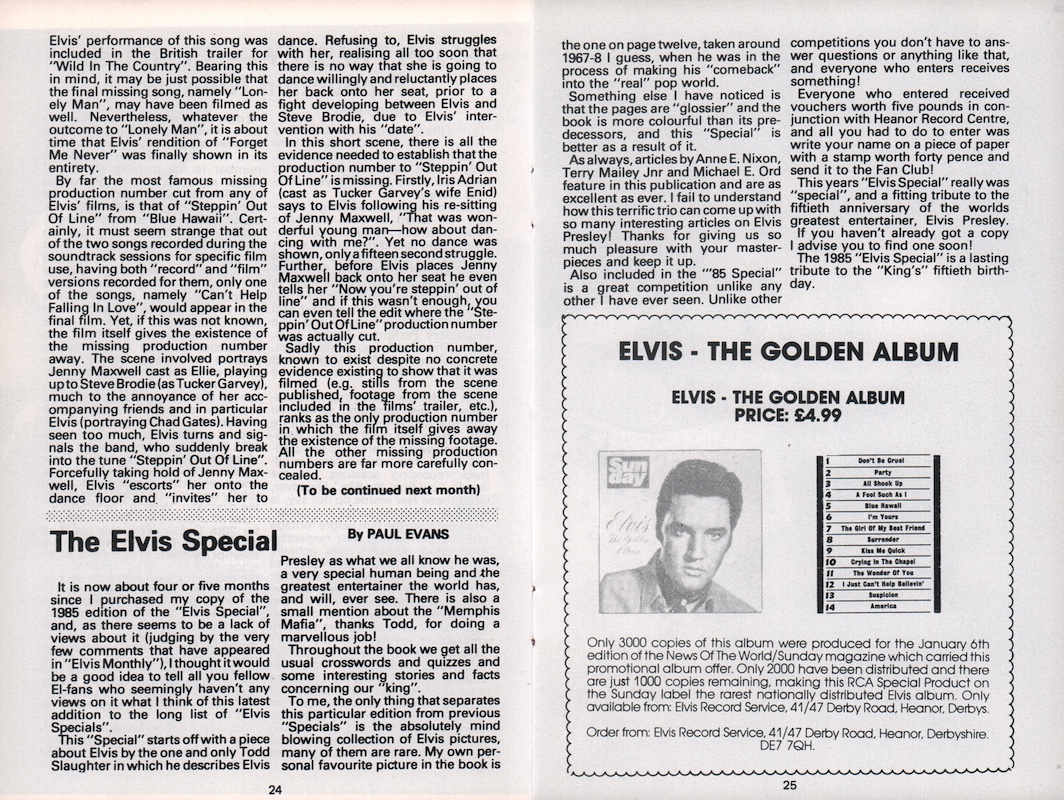 Elvis' performance of this song was
included in the British trailer for
"Wild In The Country". Bearing this
in mind, it may be just possible that
the final missing song, namely "Lon-
ely Man", may have been filmed as
well. Nevertheless, whatever the
outcome to "Lonely Man", it is about
time that Elvis' rendition of "Forget
Me Never" was finally shown in its
entirety.
By far the most famous missing
production number cut from any of
Elvis' films, is that of "Steppin' Out
Of Line" from "Blue Hawaii". Cert-
ainly, it must seem strange that out
of the two songs recorded during the
soundtrack sessions for specific film
use, having both "record" and "film"
versions recorded for them, only one
of the songs, namely "Can't Help
Falling In Love", would appear in the
final film. Yet, if this was not known,
the film itself gives the existence of
the missing production number
away. The scene involved portrays
Jenny Maxwell cast as Ellie, playing
up to Steve Brodie (as Tucker Garvey),
much to the annoyance of her acc-
ompanying friends and in particular
Elvis (portraying Chad Gates). Having
seen too much, Elvis turns and sig-
nals the band, who suddenly break
into the tune "Steppin' Out Of Line".
Forcefully taking hold of Jenny Max-
well, Elvis "escorts" her onto the
dance floor and "invites" her to
dance. Refusing to, Elvis struggles
with her, realising all too soon that
there is no way that she is going to
dance willingly and reluctantly places
her back onto her seat, prior to a
fight developing between Elvis and
Steve Brodie, due to Elvis' inter-
vention with his "date".
In this short scene, there is all the
evidence needed to establish that the
production number to "Steppin' Out
Of Line" is missing. Firstly, Iris Adrian
(cast as Tucker Garvey's wife Enid)
says to Elvis following his re-sitting
of Jenny Maxwell, "That was won-
derful young man—how about dan-
cing with me?". Yet no dance was
shown, only a fifteen second struggle.
Further, before Elvis places Jenny
Maxwell back onto her seat he even
tells her "Now you're steppin' out of
line" and if this wasn't enough, you
can even tell the edit where the "Ste-
ppin' Out Of Line" production number
was actually cut.
Sadly this production number,
known to exist despite no concrete
evidence existing to show that it was
filmed (e.g. stills from the scene
published, footage from the scene
included in the films' trailer, etc.),
ranks as the only production number
in which the film itself gives away
the existence of the missing footage.
All the other missing production
numbers are far more carefully con-
cealed.
(To be continued next month)
The Elvis Special
By PAUL EVANS
It is now about four or five months
since I purchased my copy of the
1985 edition of the "Elvis Special",
and, as there seems to be a lack of
views about it (judging by the very
few comments that have appeared
in "Elvis Monthly"), I thought it would
be a good idea to tell all you fellow
El-fans who seemingly haven't any
views on it what I think of this latest
addition to the long list of "Elvis
Specials".
This "Special" starts off with a piece
about Elvis by the one and only Todd
Slaughter in which he describes Elvis
Presley as what we all know he was,
a very special human being and the
greatest entertainer the world has,
and will, ever see. There is also a
small mention about the "Memphis
Mafia", thanks Todd, for doing a
marvellous job!
Throughout the book we get all the
usual crosswords and quizzes and
some interesting stories and facts
concerning our "king".
To me, the only thing that separates
this particular edition from previous
"Specials" is the absolutely mind
blowing collection of Elvis pictures,
many of them are rare. My own per-
sonal favourite picture in the book is
24
the one on page twelve, taken around
1967-8 I guess, when he was in the
process of making his "comeback"
into the "real" pop world.
Something else I have noticed is
that the pages are "glossier" and the
book is more colourful than its pre-
decessors, and this "Special" is
better as a result of it.
As always, articles by Anne E. Nixon,
Terry Mailey Jnr and Michael E. Ord
feature in this publication and are as
excellent as ever. I fail to understand
how this terrific trio can come up with
so many interesting articles on Elvis
Presley! Thanks for giving us so
much pleasure with your master-
pieces and keep it up.
Also included in the "'85 Special"
is a great competition unlike any
other I have ever seen. Unlike other
competitions you don't have to ans-
wer questions or anything like that,
and everyone who enters receives
something!
Everyone who entered received
vouchers worth five pounds in con-
junction with Heanor Record Centre,
and all you had to do to enter was
write your name on a piece of paper
with a stamp worth forty pence and
send it to the Fan Club!
This years "Elvis Special" really was
"special", and a fitting tribute to the
fiftieth anniversary of the worlds
greatest entertainer, Elvis Presley.
If you haven't already got a copy
I advise you to find one soon!
The 1985 "Elvis Special" is a lasting
tribute to the "King's" fiftieth birth-
day.
ELVIS - THE GOLDEN ALBUM
ELVIS - THE GOLDEN ALBUM
PRICE: £4.99
Sun
day
Elvis
The Golden
Album
1 Don't Be Cruel
2 Party
3 All Shook Up
4 A Fool Such As I
5 Blue Hawaii
6 I'm Yours
7 The Girl Of My Best Friend
8 Surrender
9 Kiss Me Quick
10 Crying In The Chapel
11 The Wonder Of You
12 I Just Can't Help Believin'
13 Suspicion
14 America
Only 3000 copies of this album were produced for the January 6th
edition of the News Of The World/Sunday magazine which carried this
promotional album offer. Only 2000 have been distributed and there
are just 1000 copies remaining, making this RCA Special Product on
the Sunday label the rarest nationally distributed Elvis album. Only
available from: Elvis Record Service, 41/47 Derby Road, Heanor, Derbys.
Order from: Elvis Record Service, 41/47 Derby Road, Heanor, Derbyshire.
DE7 7QH.
25